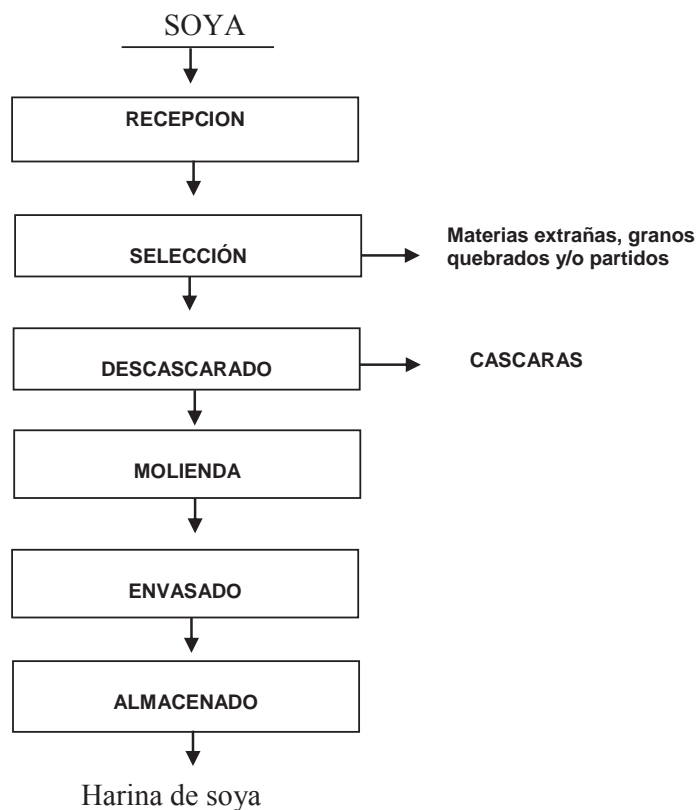 SOYA
RECEPCION
SELECCIÓN
Materias extrañas, granos
quebrados y/o partidos
DESCASCARADO
CASCARAS
MOLIENDA
ENVASADO
ALMACENADO
Harina de soya